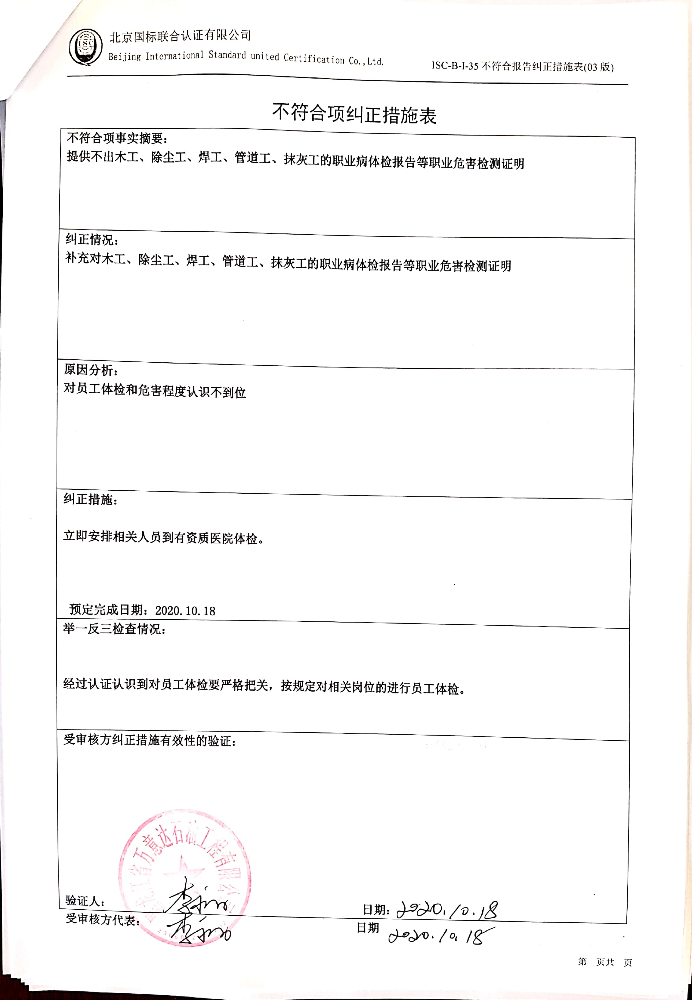 北京国标联合认证有限公司
Beijing International Standard united Certification Co.,Ltd.
ISC-B-I-35 不符合报告纠正措施表(03 版)
不符合项纠正措施表
不符合项事实摘要：
提供不出木工、除尘工、焊工、管道工、抹灰工的职业病体检报告等职业危害检测证明
纠正情况：
补充对木工、除尘工、焊工、管道工、抹灰工的职业病体检报告等职业危害检测证明
原因分析：
对员工体检和危害程度认识不到位
纠正措施：
立即安排相关人员到有资质医院体检。
预定完成日期：2020.10.18
举一反三检查情况：
经过认证认识到对员工体检要严格把关，按规定对相关岗位的进行员工体检。
受审核方纠正措施有效性的验证：
龙江省万意达石油工程有限公司
验证人： 李
日期：2020.10.18
受审核方代表： 李
日期 2020.10.18
第 页共 页